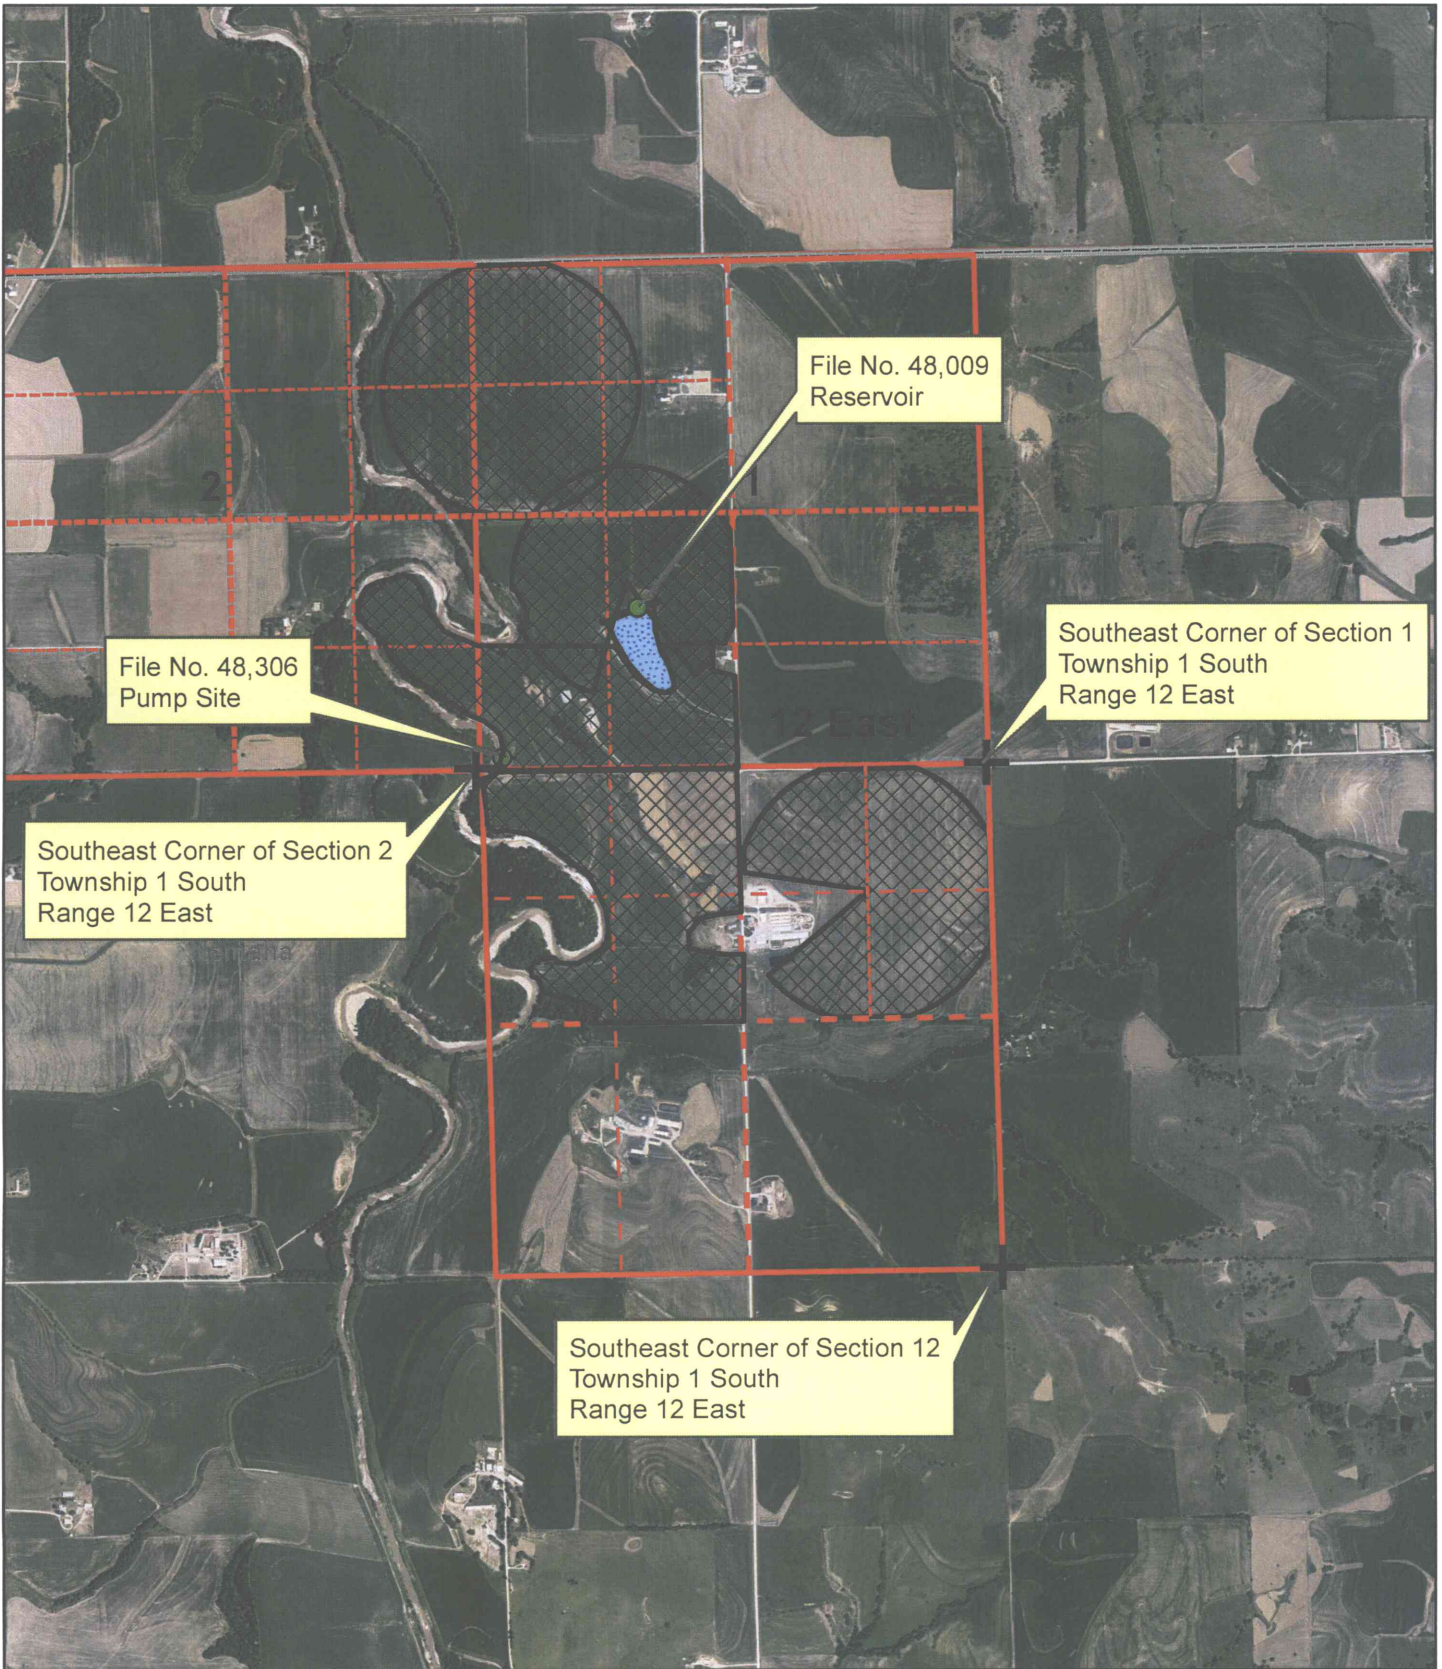 File No. 48,009
Reservoir
2
1
Southeast Corner of Section 1
Township 1 South
Range 12 East
File No. 48,306
Pump Site
12 East
Southeast Corner of Section 2
Township 1 South
Range 12 East
Southeast Corner of Section 12
Township 1 South
Range 12 East